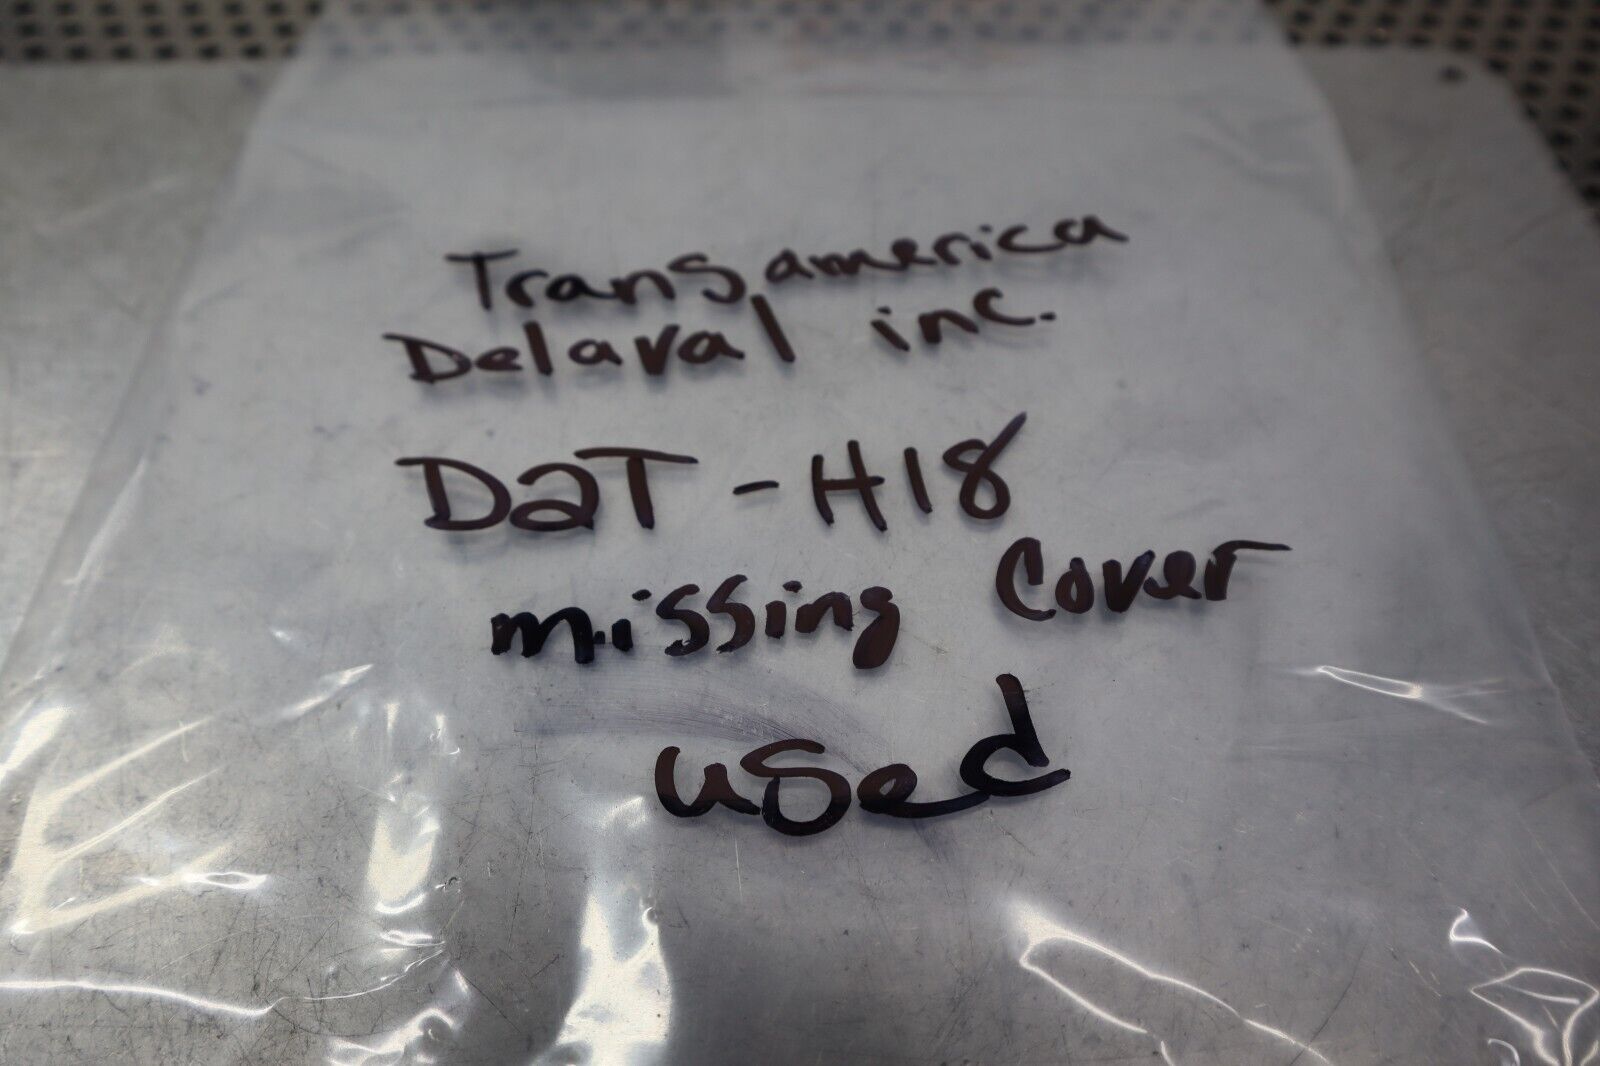 Transamerica
Delaval inc.
D2T - H18
missing Cover
used